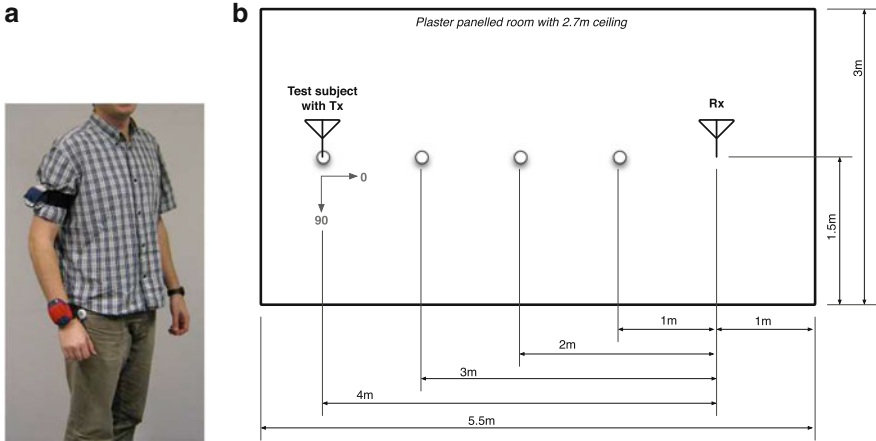 a
b
Plaster panelled room with 2.7m ceiling
Test subject
with Tx
Rx
0
90
3m
1.5m
1m
1m
2m
3m
4m
5.5m